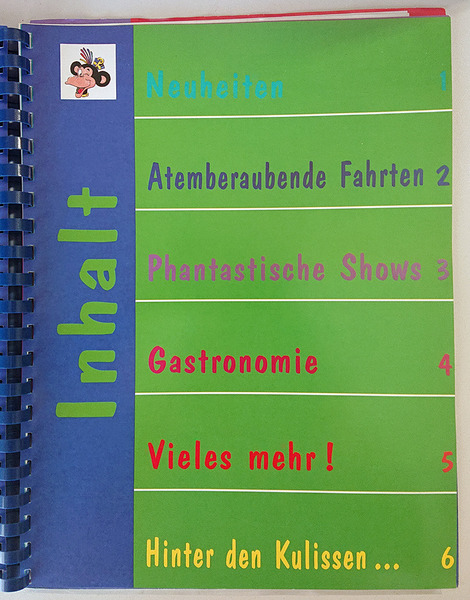 Inhalt
Neuheiten 1
Atemberaubende Fahrten 2
Phantastische Shows 3
Gastronomie 4
Vieles mehr! 5
Hinter den Kulissen... 6